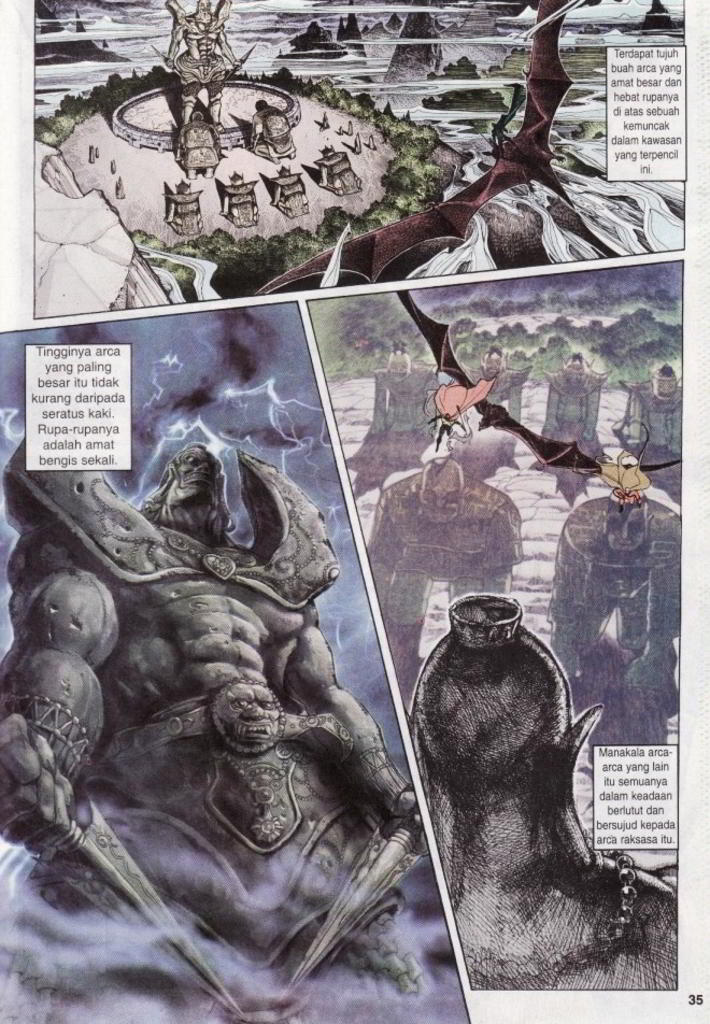 Terdapat tujuh
buah arca yang
amat besar dan
hebat rupanya
di atas sebuah
kemuncak
dalam kawasan
yang terpencil
ini.
Tingginya arca
yang paling
besar itu tidak
kurang daripada
seratus kaki.
Rupa-rupanya
adalah amat
bengis sekali.
Manakala arca-
arca yang lain
itu semuanya
dalam keadaan
berlutut dan
bersujud kepada
arca raksasa itu.
35